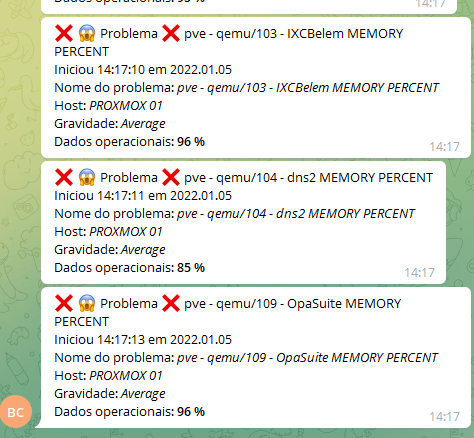 14:17
❌ 😱 Problema ❌ pve - qemu/103 - IXCBelem MEMORY
PERCENT
Iniciou 14:17:10 em 2022.01.05
Nome do problema: pve - qemu/103 - IXCBelem MEMORY PERCENT
Host: PROXMOX 01
Gravidade: Average
Dados operacionais: 96 %
14:17
❌ 😱 Problema ❌ pve - qemu/104 - dns2 MEMORY PERCENT
Iniciou 14:17:11 em 2022.01.05
Nome do problema: pve - qemu/104 - dns2 MEMORY PERCENT
Host: PROXMOX 01
Gravidade: Average
Dados operacionais: 85 %
14:17
❌ 😱 Problema ❌ pve - qemu/109 - OpaSuite MEMORY
PERCENT
Iniciou 14:17:13 em 2022.01.05
Nome do problema: pve - qemu/109 - OpaSuite MEMORY PERCENT
Host: PROXMOX 01
Gravidade: Average
Dados operacionais: 96 %
14:17
BC